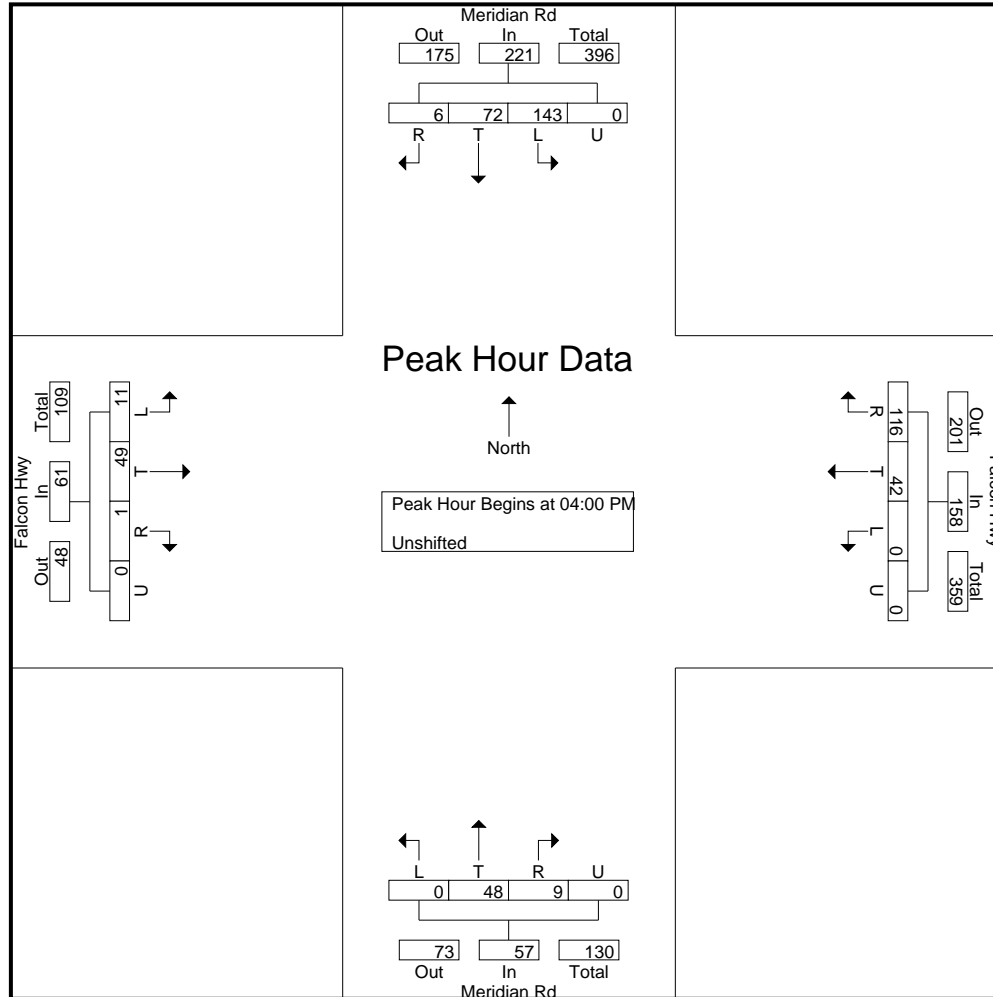 Meridian Rd
Out In Total
175 221 396
6 72 143 0
R T L U
Peak Hour Data
North
Peak Hour Begins at 04:00 PM
Unshifted
Falcon Hwy
Total In Out
109 61 48
11 49 1 0
L T R U
Out In Total
201 158 359
116 42 0 0
R T L U
L T R U
0 48 9 0
73 57 130
Out In Total
Meridian Rd